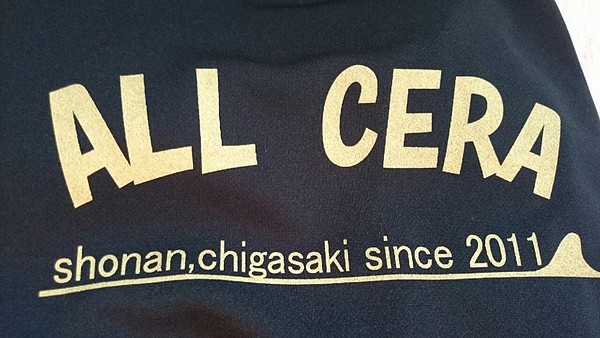 ALL CERA
shonan,chigasaki since 2011